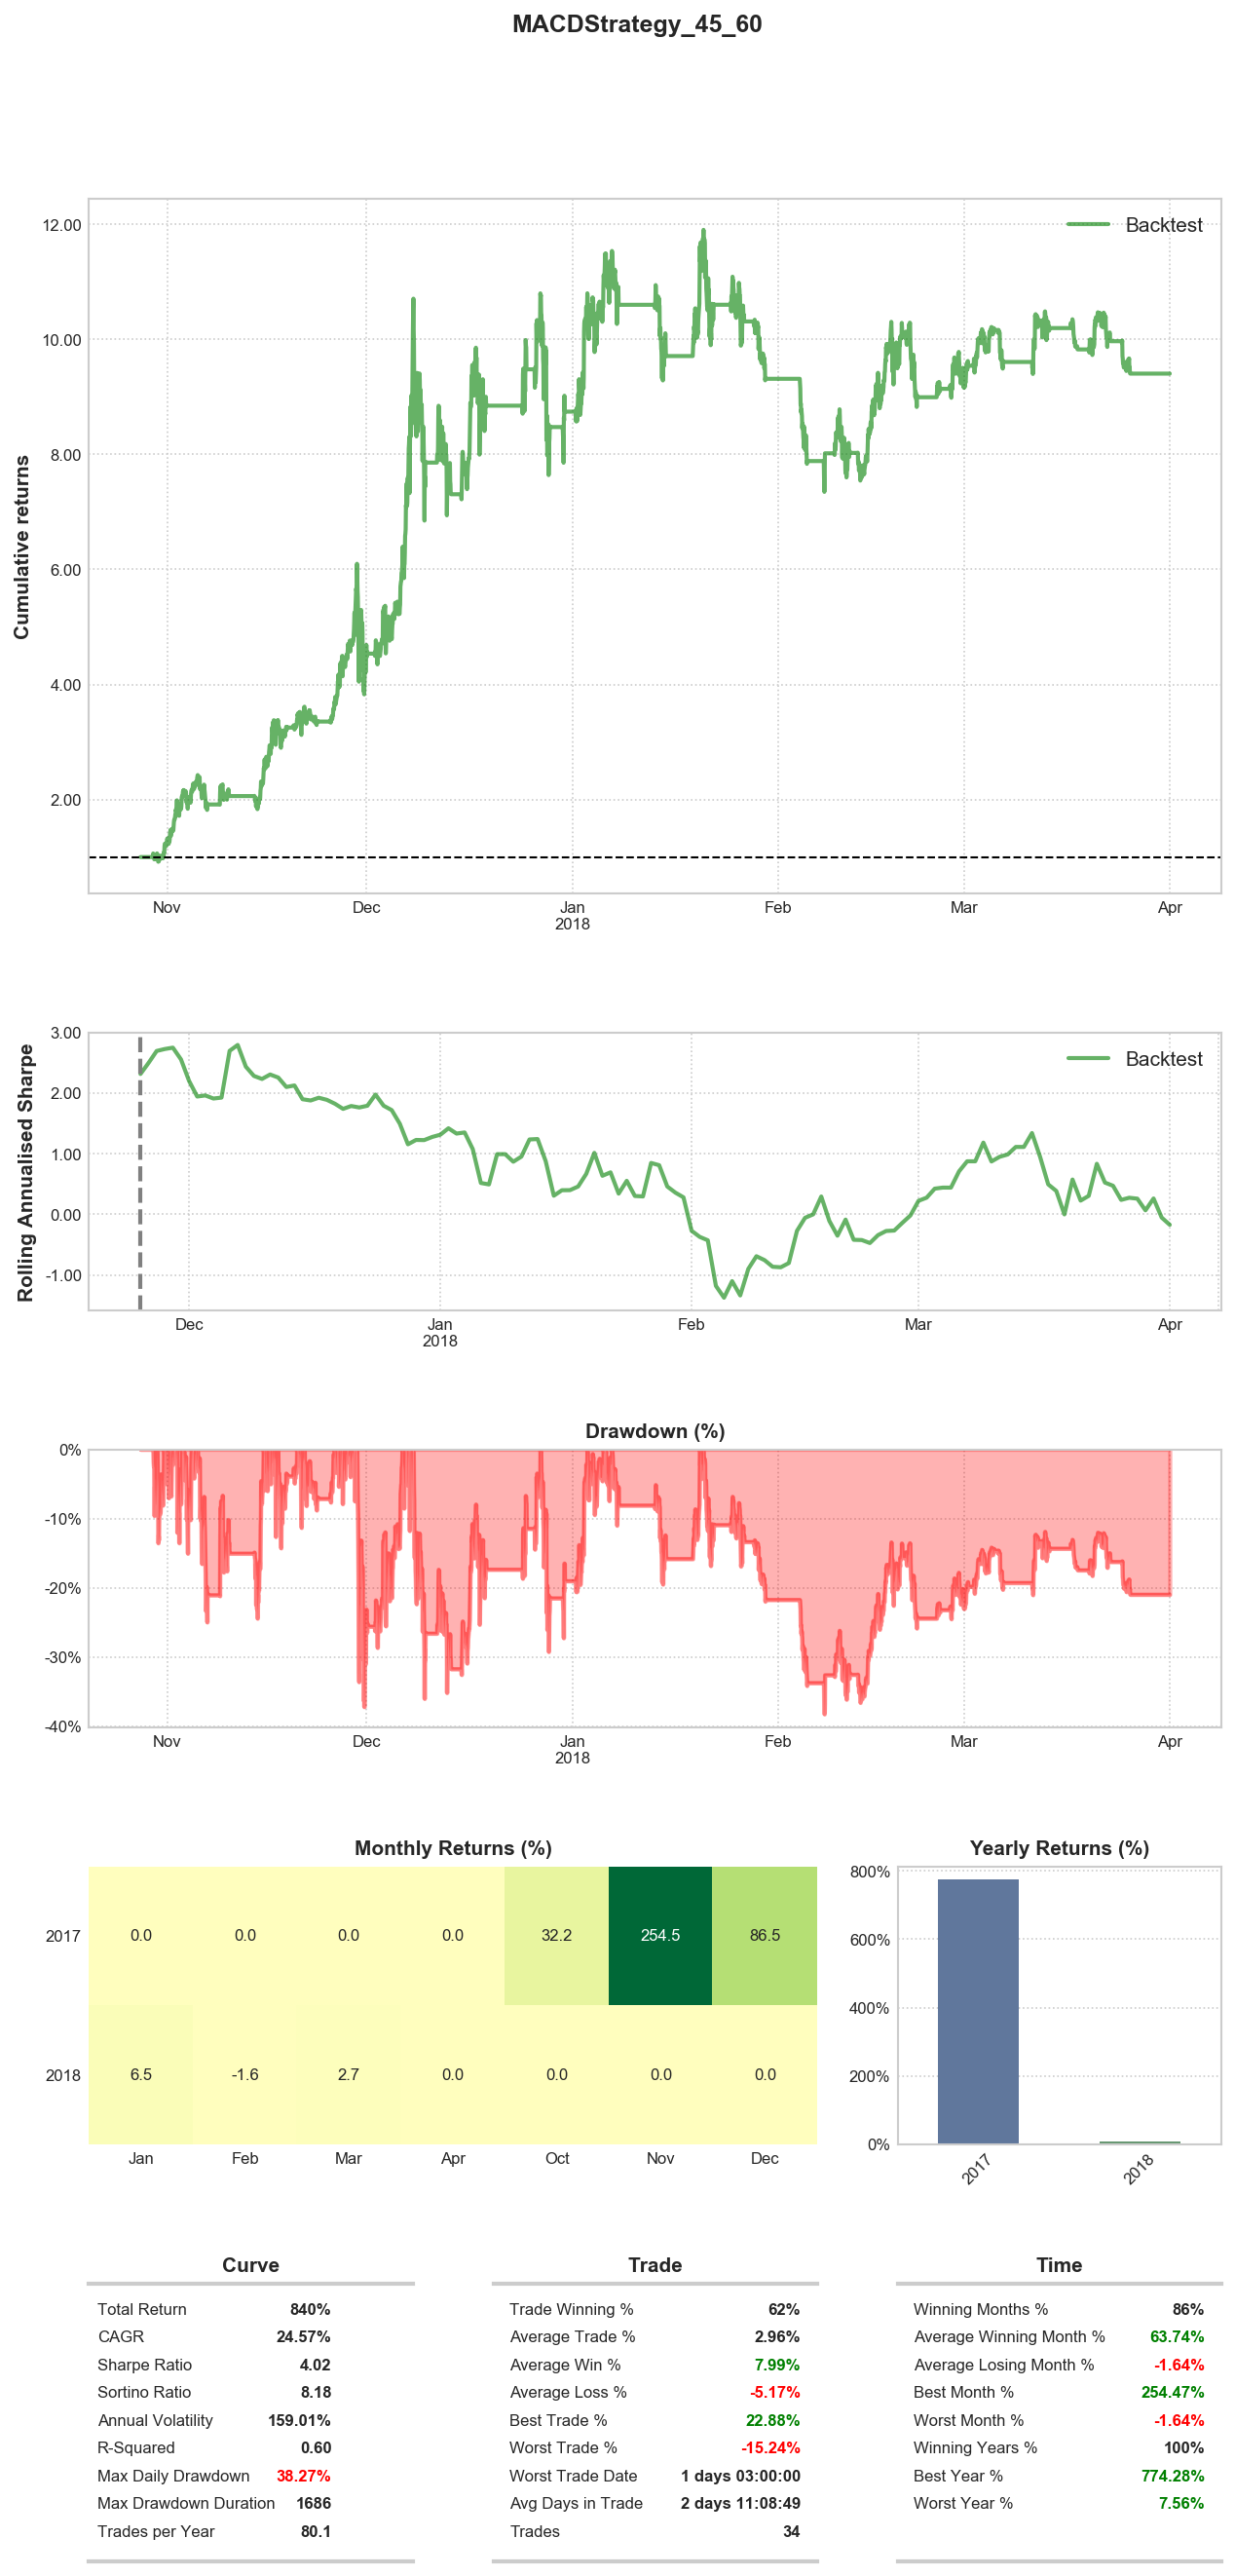 MACDStrategy_45_60
Cumulative returns
12.00
10.00
8.00
6.00
4.00
2.00
Backtest
Nov Dec Jan Feb Mar Apr
2018
Rolling Annualised Sharpe
3.00
2.00
1.00
0.00
-1.00
Backtest
Dec Jan Feb Mar Apr
2018
Drawdown (%)
0%
-10%
-20%
-30%
-40%
Nov Dec Jan Feb Mar Apr
2018
Monthly Returns (%)
2017 0.0 0.0 0.0 0.0 32.2 254.5 86.5
2018 6.5 -1.6 2.7 0.0 0.0 0.0 0.0
Jan Feb Mar Apr Oct Nov Dec
Yearly Returns (%)
800%
600%
400%
200%
0%
2017 2018
Curve
Total Return 840%
CAGR 24.57%
Sharpe Ratio 4.02
Sortino Ratio 8.18
Annual Volatility 159.01%
R-Squared 0.60
Max Daily Drawdown 38.27%
Max Drawdown Duration 1686
Trades per Year 80.1
Trade
Trade Winning % 62%
Average Trade % 2.96%
Average Win % 7.99%
Average Loss % -5.17%
Best Trade % 22.88%
Worst Trade % -15.24%
Worst Trade Date 1 days 03:00:00
Avg Days in Trade 2 days 11:08:49
Trades 34
Time
Winning Months % 86%
Average Winning Month % 63.74%
Average Losing Month % -1.64%
Best Month % 254.47%
Worst Month % -1.64%
Winning Years % 100%
Best Year % 774.28%
Worst Year % 7.56%